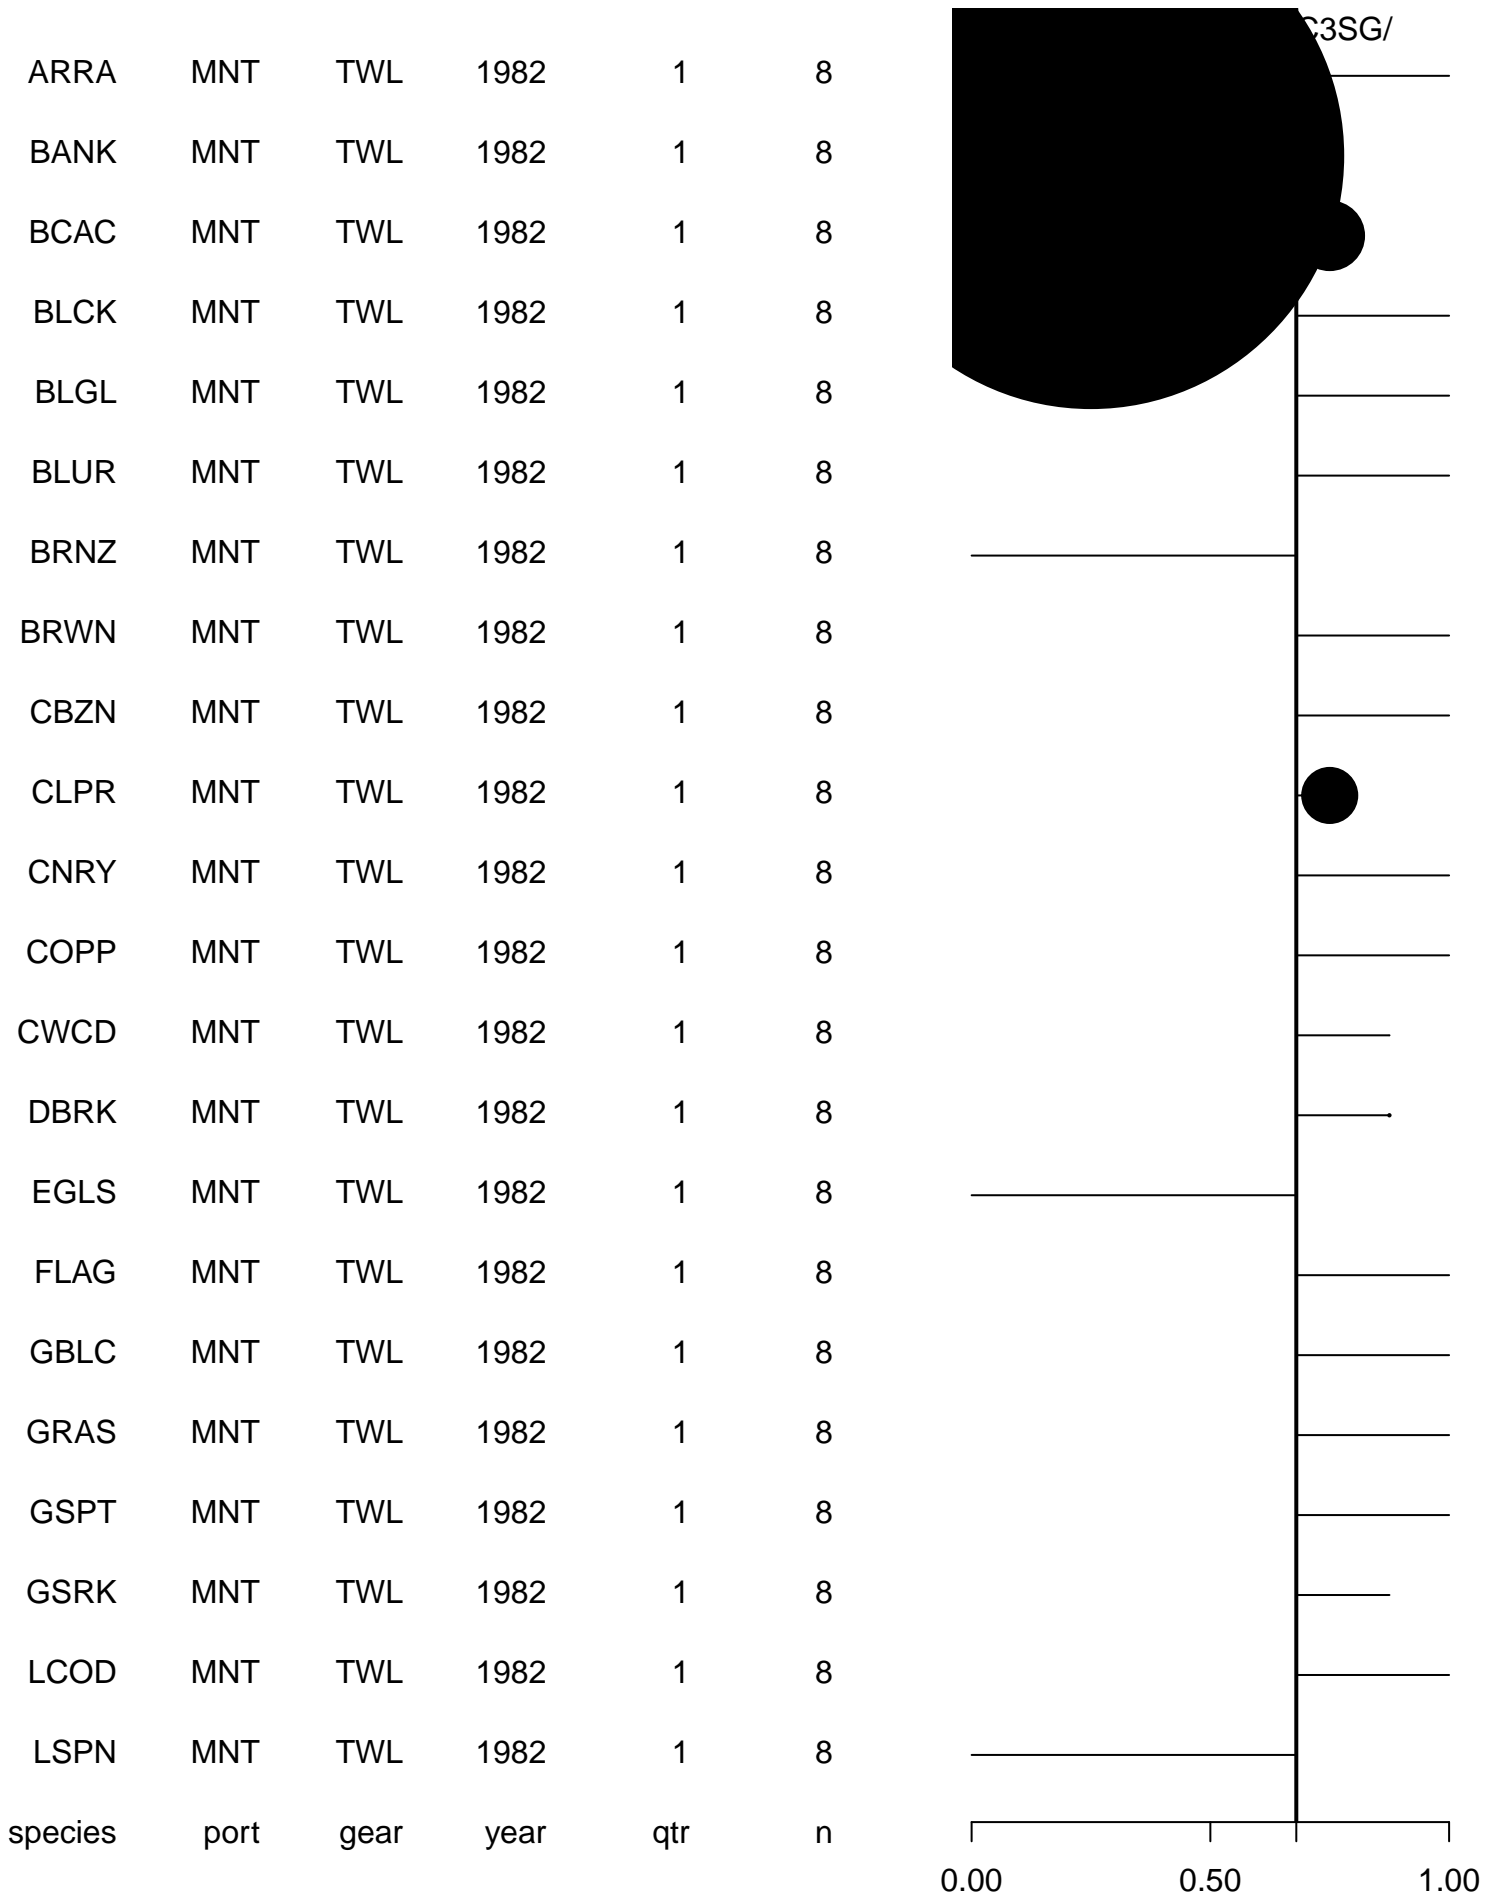 C3SG/
ARRA MNT TWL 1982 1 8
BANK MNT TWL 1982 1 8
BCAC MNT TWL 1982 1 8
BLCK MNT TWL 1982 1 8
BLGL MNT TWL 1982 1 8
BLUR MNT TWL 1982 1 8
BRNZ MNT TWL 1982 1 8
BRWN MNT TWL 1982 1 8
CBZN MNT TWL 1982 1 8
CLPR MNT TWL 1982 1 8
CNRY MNT TWL 1982 1 8
COPP MNT TWL 1982 1 8
CWCD MNT TWL 1982 1 8
DBRK MNT TWL 1982 1 8
EGLS MNT TWL 1982 1 8
FLAG MNT TWL 1982 1 8
GBLC MNT TWL 1982 1 8
GRAS MNT TWL 1982 1 8
GSPT MNT TWL 1982 1 8
GSRK MNT TWL 1982 1 8
LCOD MNT TWL 1982 1 8
LSPN MNT TWL 1982 1 8
species port gear year qtr n
0.00 0.50 1.00